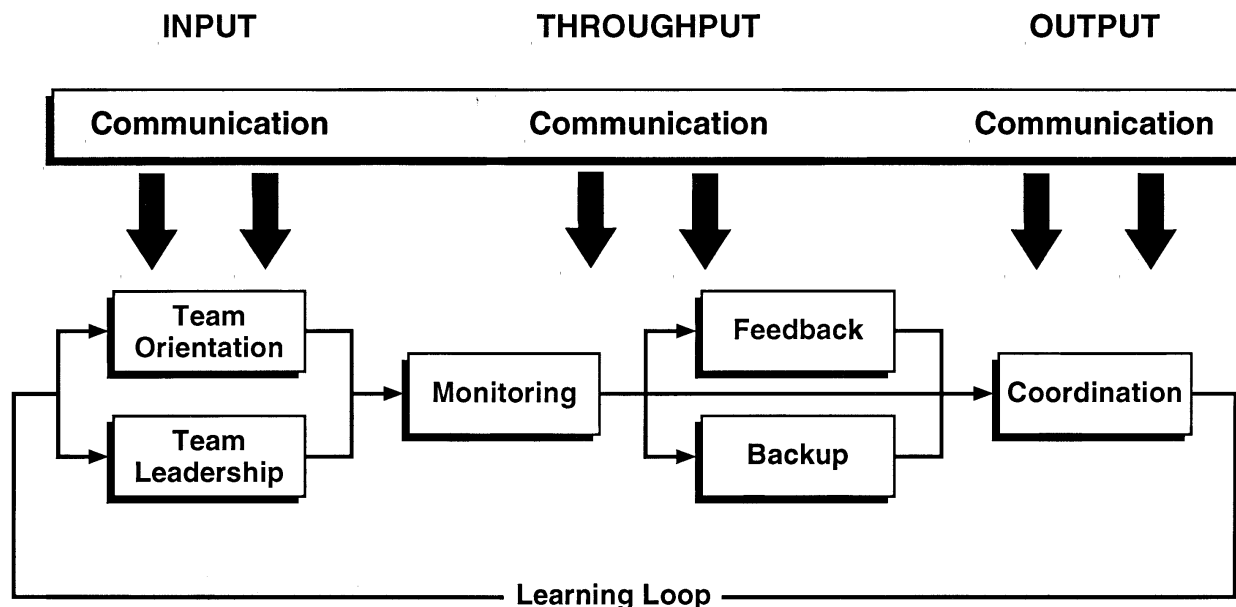 INPUT THROUGHPUT OUTPUT
Communication Communication Communication
Team
Orientation
Feedback
Monitoring
Coordination
Team
Leadership
Backup
Learning Loop